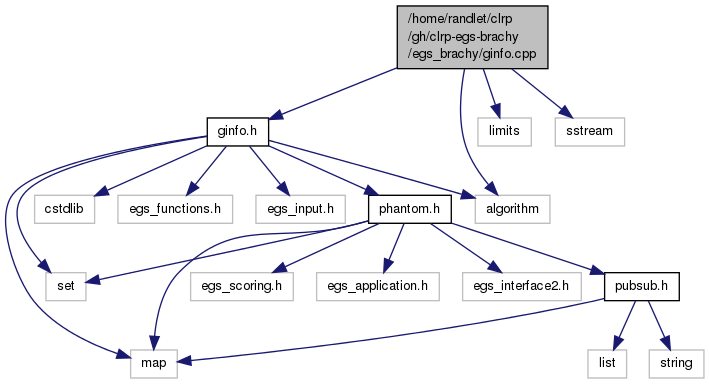 /home/randlet/clrp
/gh/clrp-egs-brachy
/egs_brachy/ginfo.cpp
ginfo.h
limits
sstream
cstdlib
egs_functions.h
egs_input.h
phantom.h
algorithm
set
egs_scoring.h
egs_application.h
egs_interface2.h
pubsub.h
map
list
string